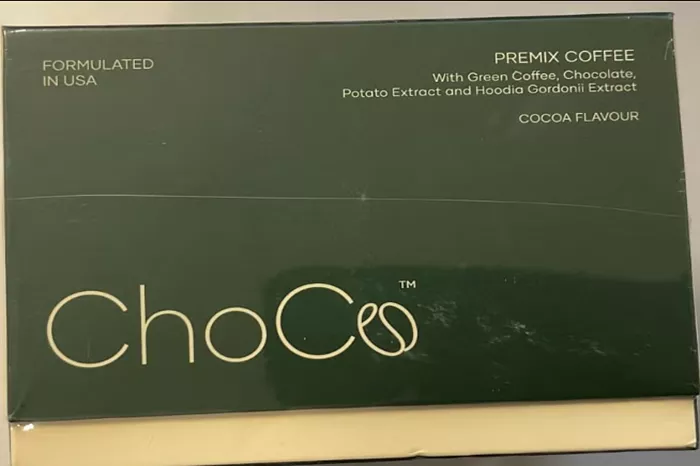 FORMULATED
IN USA
PREMIX COFFEE
With Green Coffee, Chocolate,
Potato Extract and Hoodia Gordonii Extract
COCOA FLAVOUR
ChoCo™